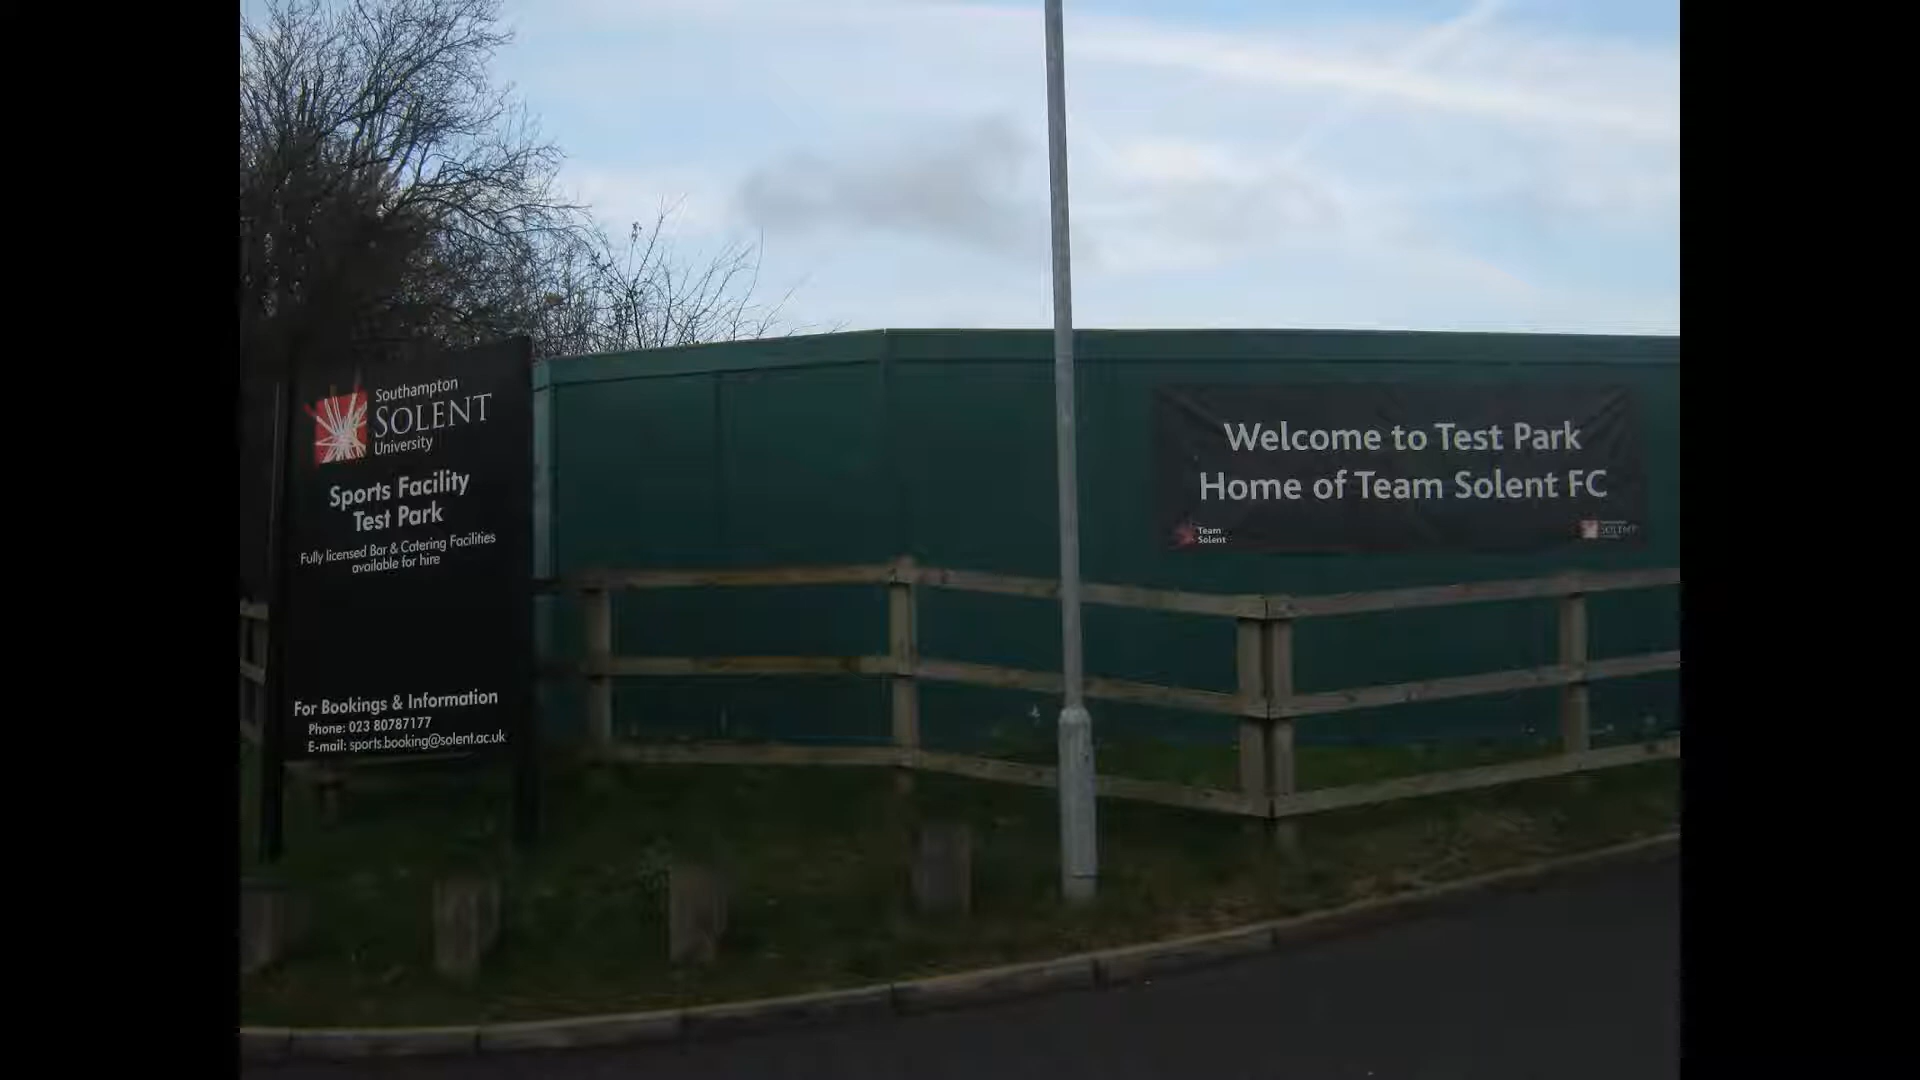 Southampton
SOLENT
University
Sports Facility
Test Park
Fully licensed Bar & Catering Facilities
available for hire
For Bookings & Information
Phone: 023 80787177
E-mail: sports.booking@solent.ac.uk
Welcome to Test Park
Home of Team Solent FC
Team
Solent
SOLENT